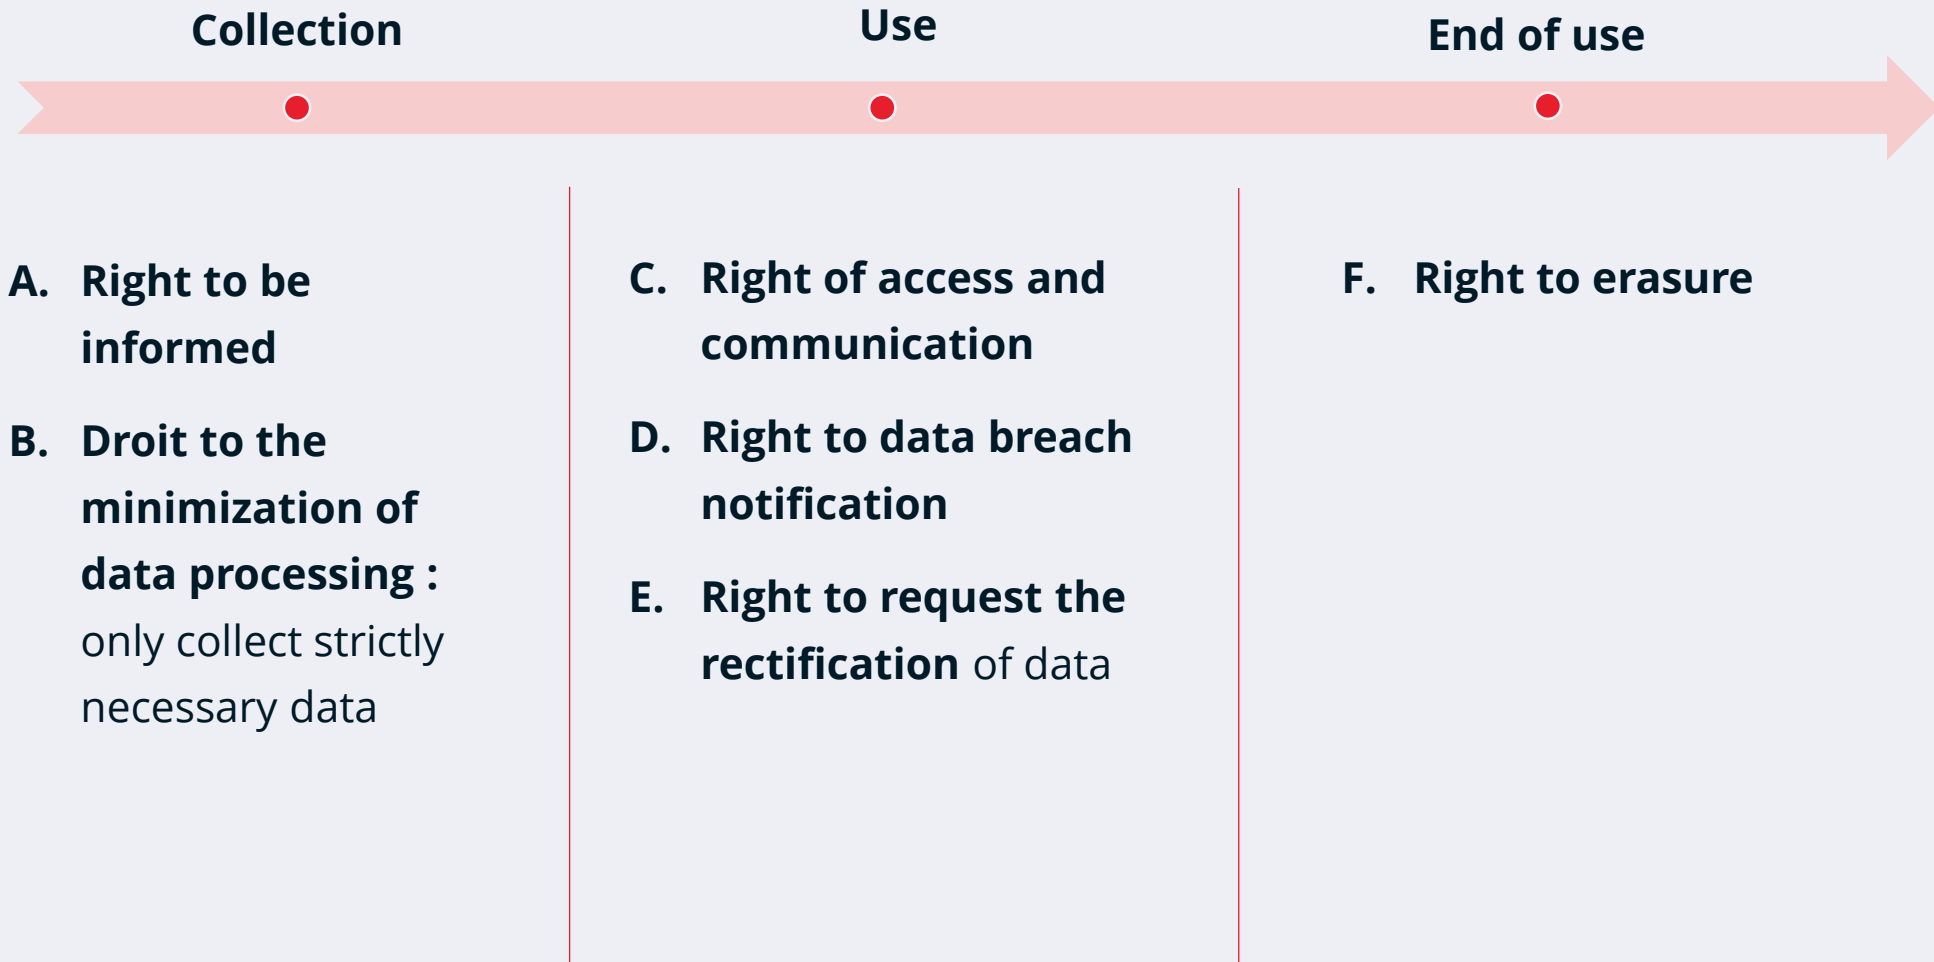 Collection
Use
End of use
A. Right to be
informed
B. Droit to the
minimization of
data processing :
only collect strictly
necessary data
C. Right of access and
communication
D. Right to data breach
notification
E. Right to request the
rectification of data
F. Right to erasure